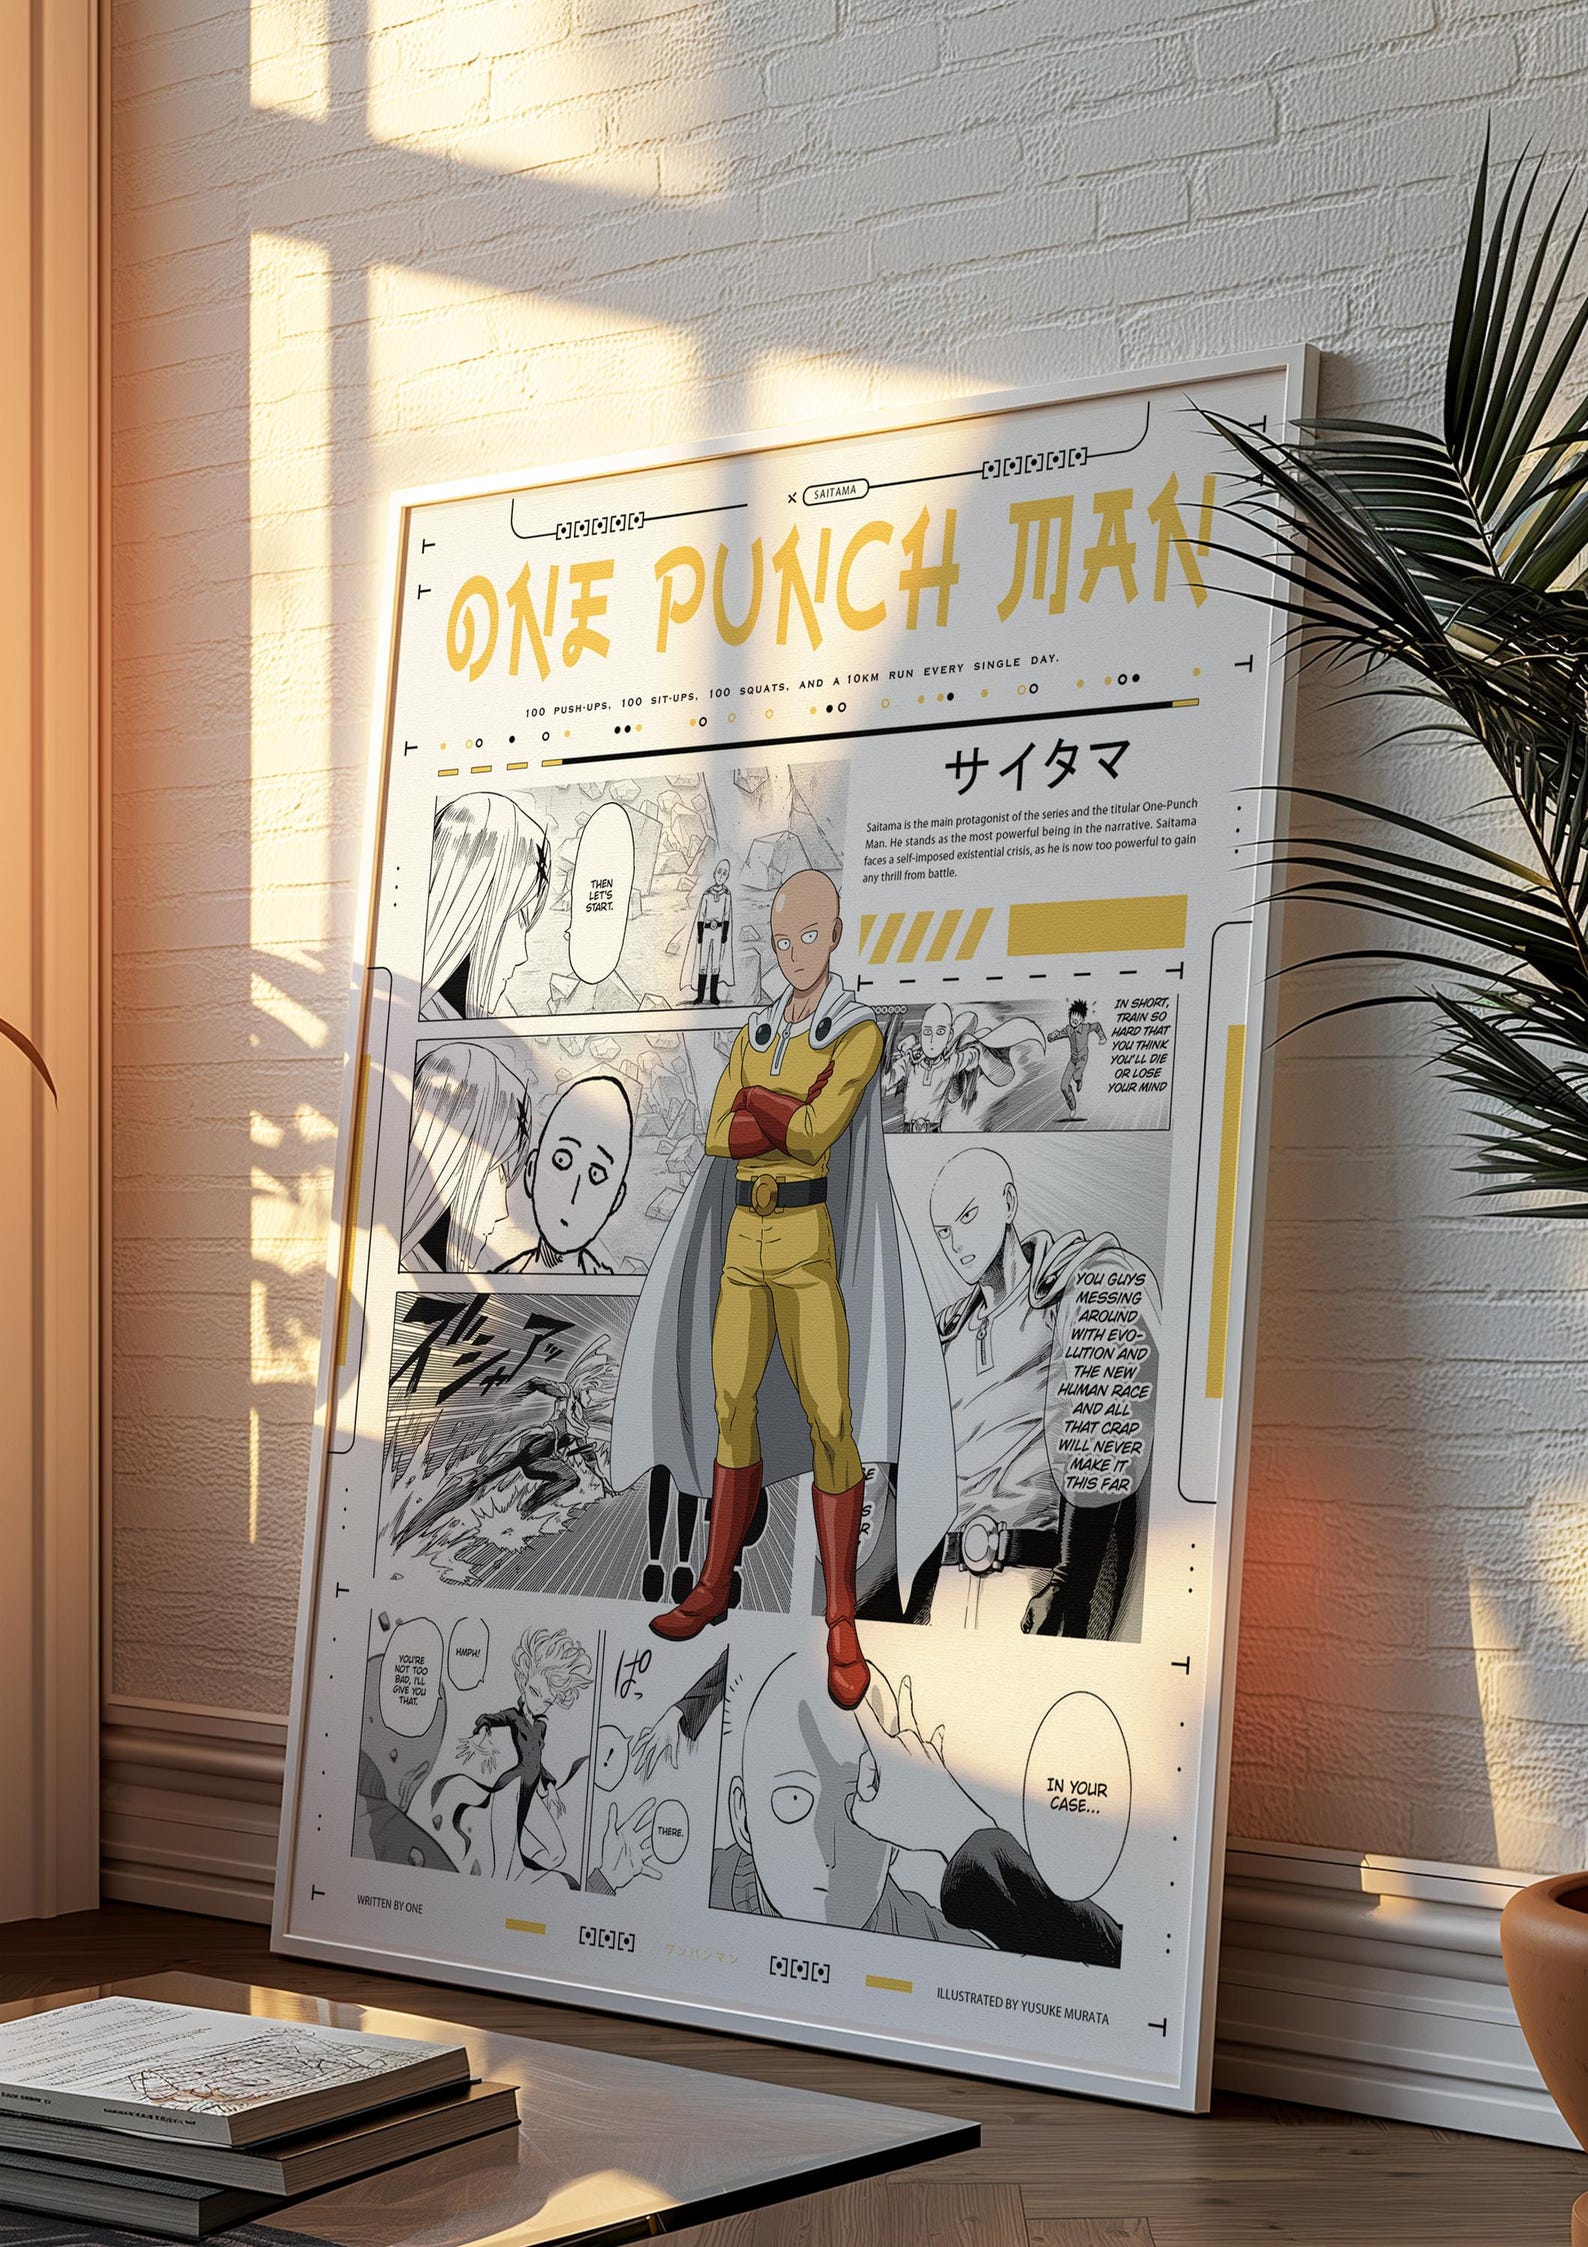 SAITAMA
ONE PUNCH MAN
100 PUSH-UPS, 100 SIT-UPS, 100 SQUATS, AND A 10KM RUN EVERY SINGLE DAY.
サイタマ
Saitama is the main protagonist of the series and the titular One-Punch
Man. He stands as the most powerful being in the narrative. Saitama
faces a self-imposed existential crisis, as he is now too powerful to gain
any thrill from battle.
THEN
LET'S
START.
IN SHORT,
TRAIN SO
HARD THAT
YOU THINK
YOU'LL DIE
OR LOSE
YOUR MIND
YOU GUYS
MESSING
AROUND
WITH EVO-
LUTION AND
THE NEW
HUMAN RACE
AND ALL
THAT CRAP
WILL NEVER
MAKE IT
THIS FAR
ズシャアッ
YOU'RE
NOT TOO
BAD, I'LL
GIVE YOU
THAT.
HMPH!
ぱっ
!
THERE.
IN YOUR
CASE...
WRITTEN BY ONE
ワンパンマン
ILLUSTRATED BY YUSUKE MURATA